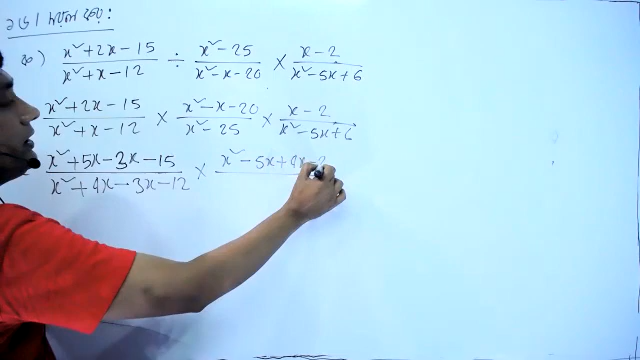 সরল কর:
x²+2x-15 / x²+x-12 ÷ x²-25 / x²-x-20 × x-2 / x²-5x+6
x²+2x-15 / x²+x-12 × x²-x-20 / x²-25 × x-2 / x²-5x+6
x²+5x-3x-15 / x²+4x-3x-12 × x²-5x+4x-2